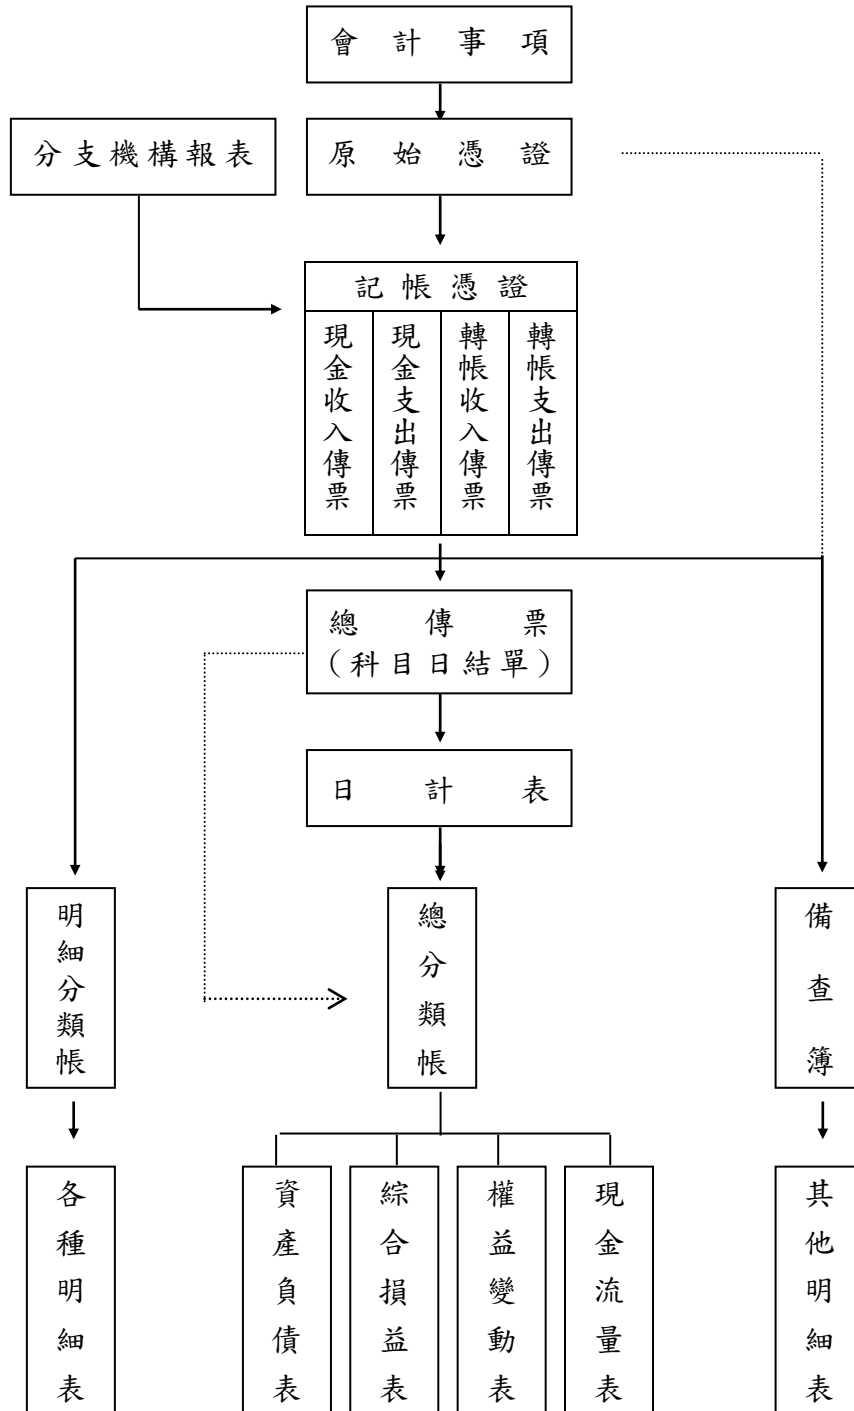 會計事項
分支機構報表
原始憑證
記帳憑證
現金收入傳票
現金支出傳票
轉帳收入傳票
轉帳支出傳票
總傳票
（科目日結單）
日計表
明細分類帳
總分類帳
備查簿
各種明細表
資產負債表
綜合損益表
權益變動表
現金流量表
其他明細表